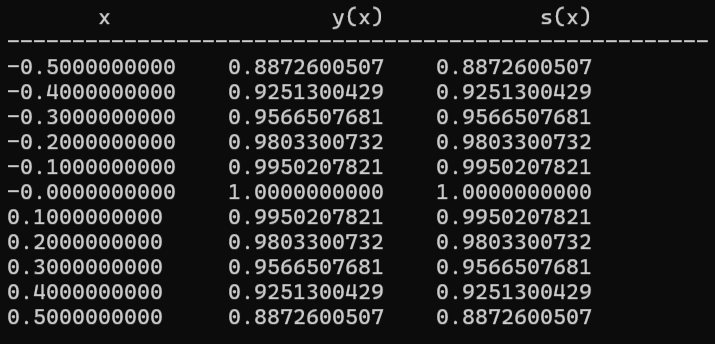 x y(x) s(x)
------------------------------------------------------
-0.5000000000 0.8872600507 0.8872600507
-0.4000000000 0.9251300429 0.9251300429
-0.3000000000 0.9566507681 0.9566507681
-0.2000000000 0.9803300732 0.9803300732
-0.1000000000 0.9950207821 0.9950207821
-0.0000000000 1.0000000000 1.0000000000
0.1000000000 0.9950207821 0.9950207821
0.2000000000 0.9803300732 0.9803300732
0.3000000000 0.9566507681 0.9566507681
0.4000000000 0.9251300429 0.9251300429
0.5000000000 0.8872600507 0.8872600507